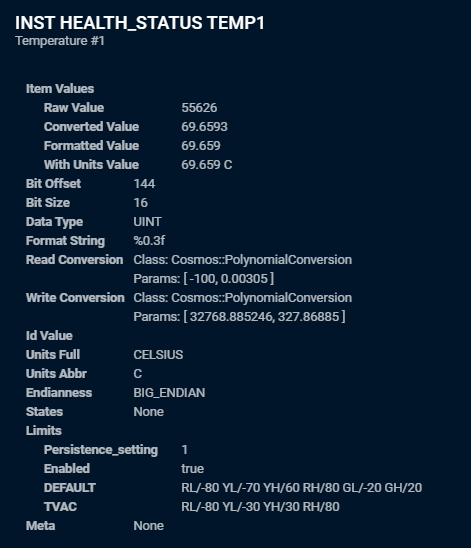 INST HEALTH_STATUS TEMP1
Temperature #1
Item Values
Raw Value 55626
Converted Value 69.6593
Formatted Value 69.659
With Units Value 69.659 C
Bit Offset 144
Bit Size 16
Data Type UINT
Format String %0.3f
Read Conversion Class: Cosmos::PolynomialConversion
Params: [ -100, 0.00305 ]
Write Conversion Class: Cosmos::PolynomialConversion
Params: [ 32768.885246, 327.86885 ]
Id Value
Units Full CELSIUS
Units Abbr C
Endianness BIG_ENDIAN
States None
Limits
Persistence_setting 1
Enabled true
DEFAULT RL/-80 YL/-70 YH/60 RH/80 GL/-20 GH/20
TVAC RL/-80 YL/-30 YH/30 RH/80
Meta None